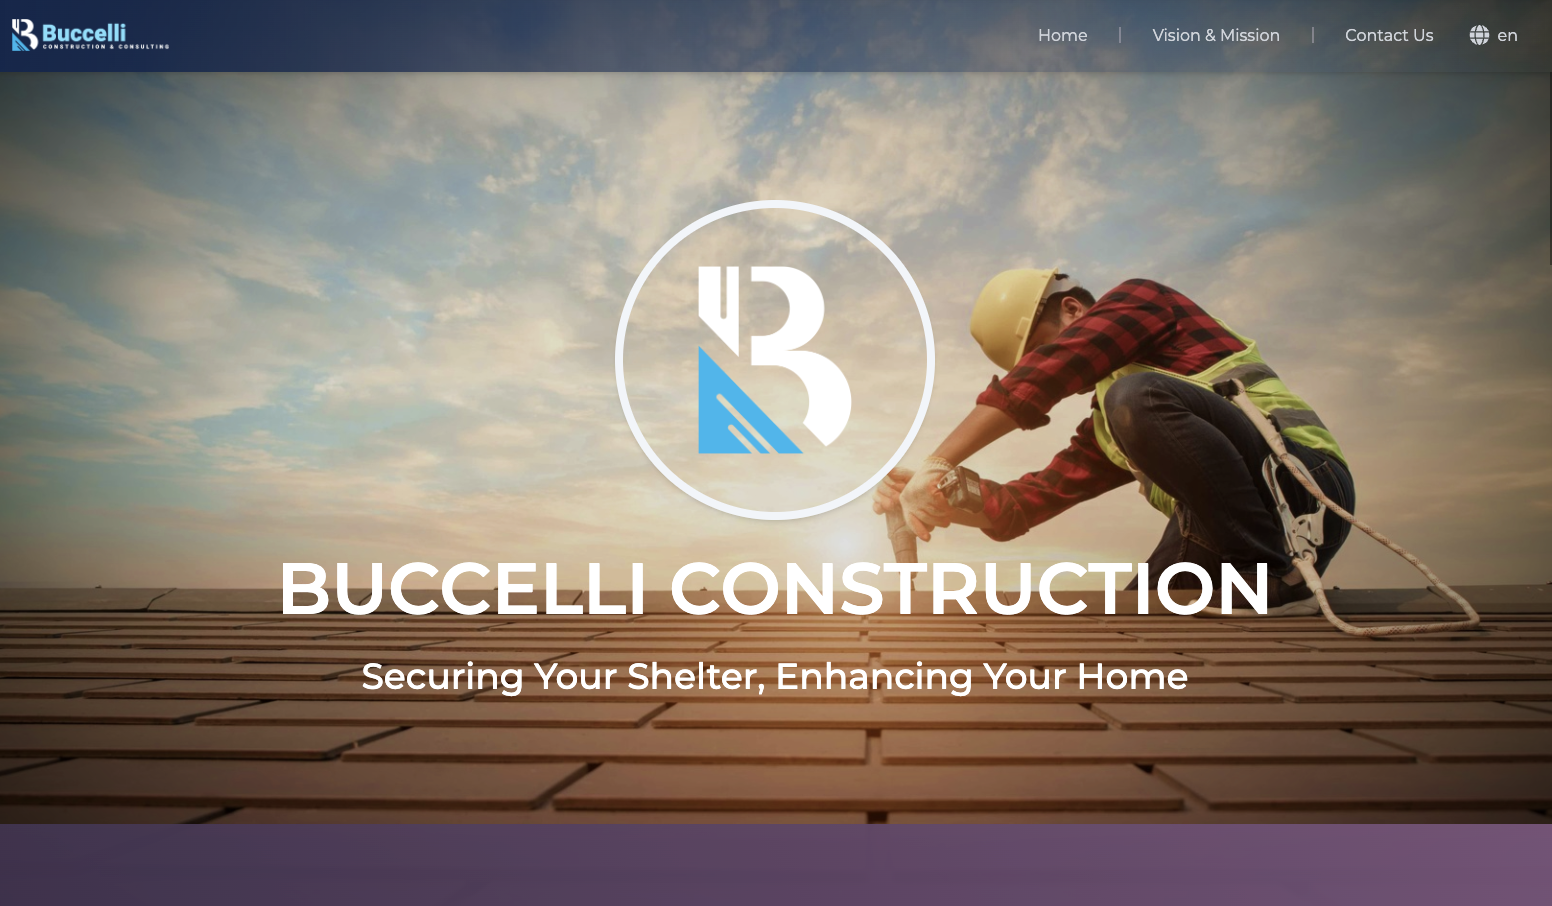 Buccelli
CONSTRUCTION & CONSULTING
Home
Vision & Mission
Contact Us
en
BUCCELLI CONSTRUCTION
Securing Your Shelter, Enhancing Your Home